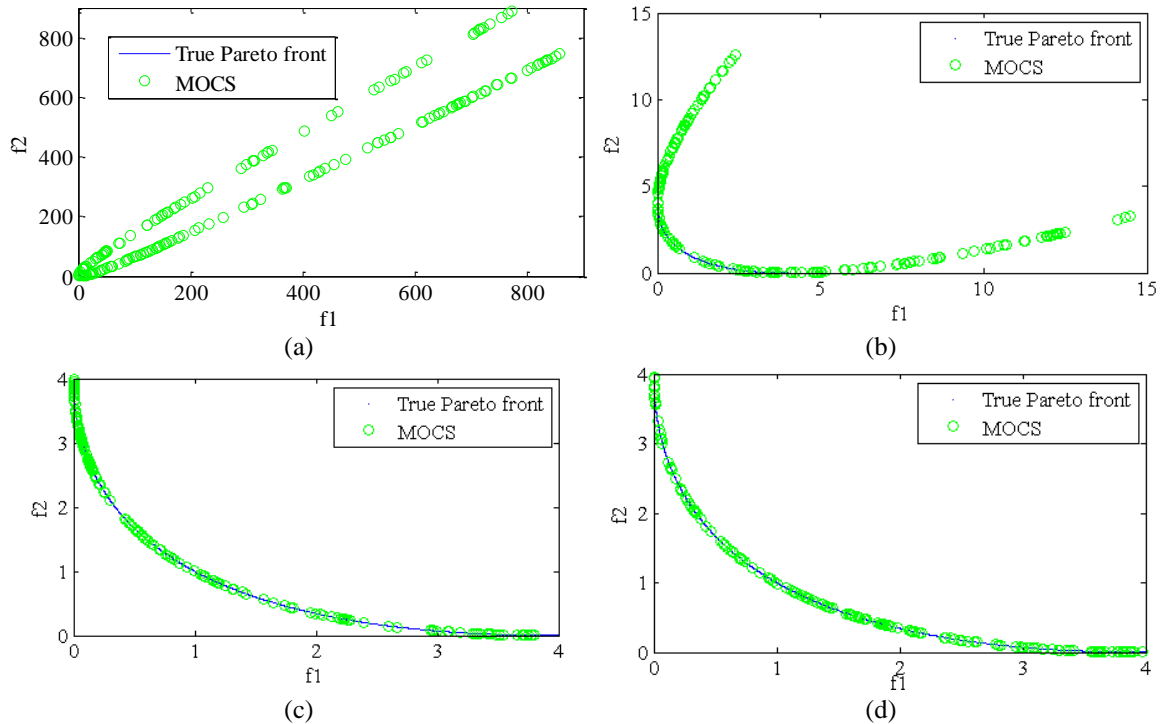 True Pareto front
MOCS
800
600
400
200
0
0 200 400 600 800
f2
f1
(a)
True Pareto front
MOCS
15
10
5
0
0 5 10 15
f2
f1
(b)
True Pareto front
MOCS
4
3
2
1
0
0 1 2 3 4
f2
f1
(c)
True Pareto front
MOCS
4
3
2
1
0
0 1 2 3 4
f2
f1
(d)